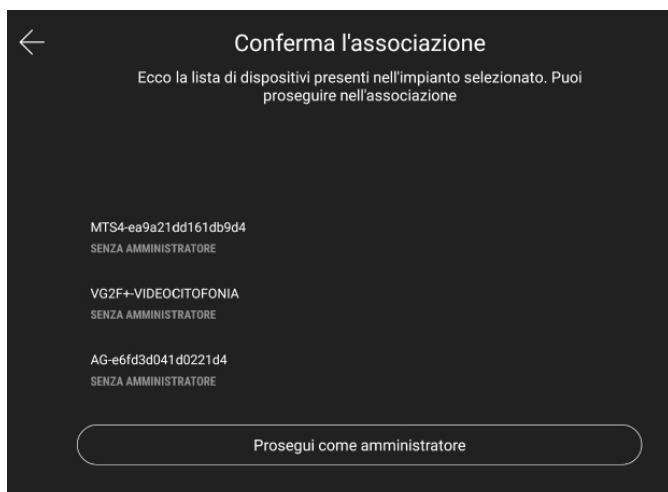 Conferma l'associazione
Ecco la lista di dispositivi presenti nell'impianto selezionato. Puoi
proseguire nell'associazione
MTS4-ea9a21dd161db9d4
SENZA AMMINISTRATORE
VG2F+-VIDEOCITOFONIA
SENZA AMMINISTRATORE
AG-e6fd3d041d0221d4
SENZA AMMINISTRATORE
Prosegui come amministratore